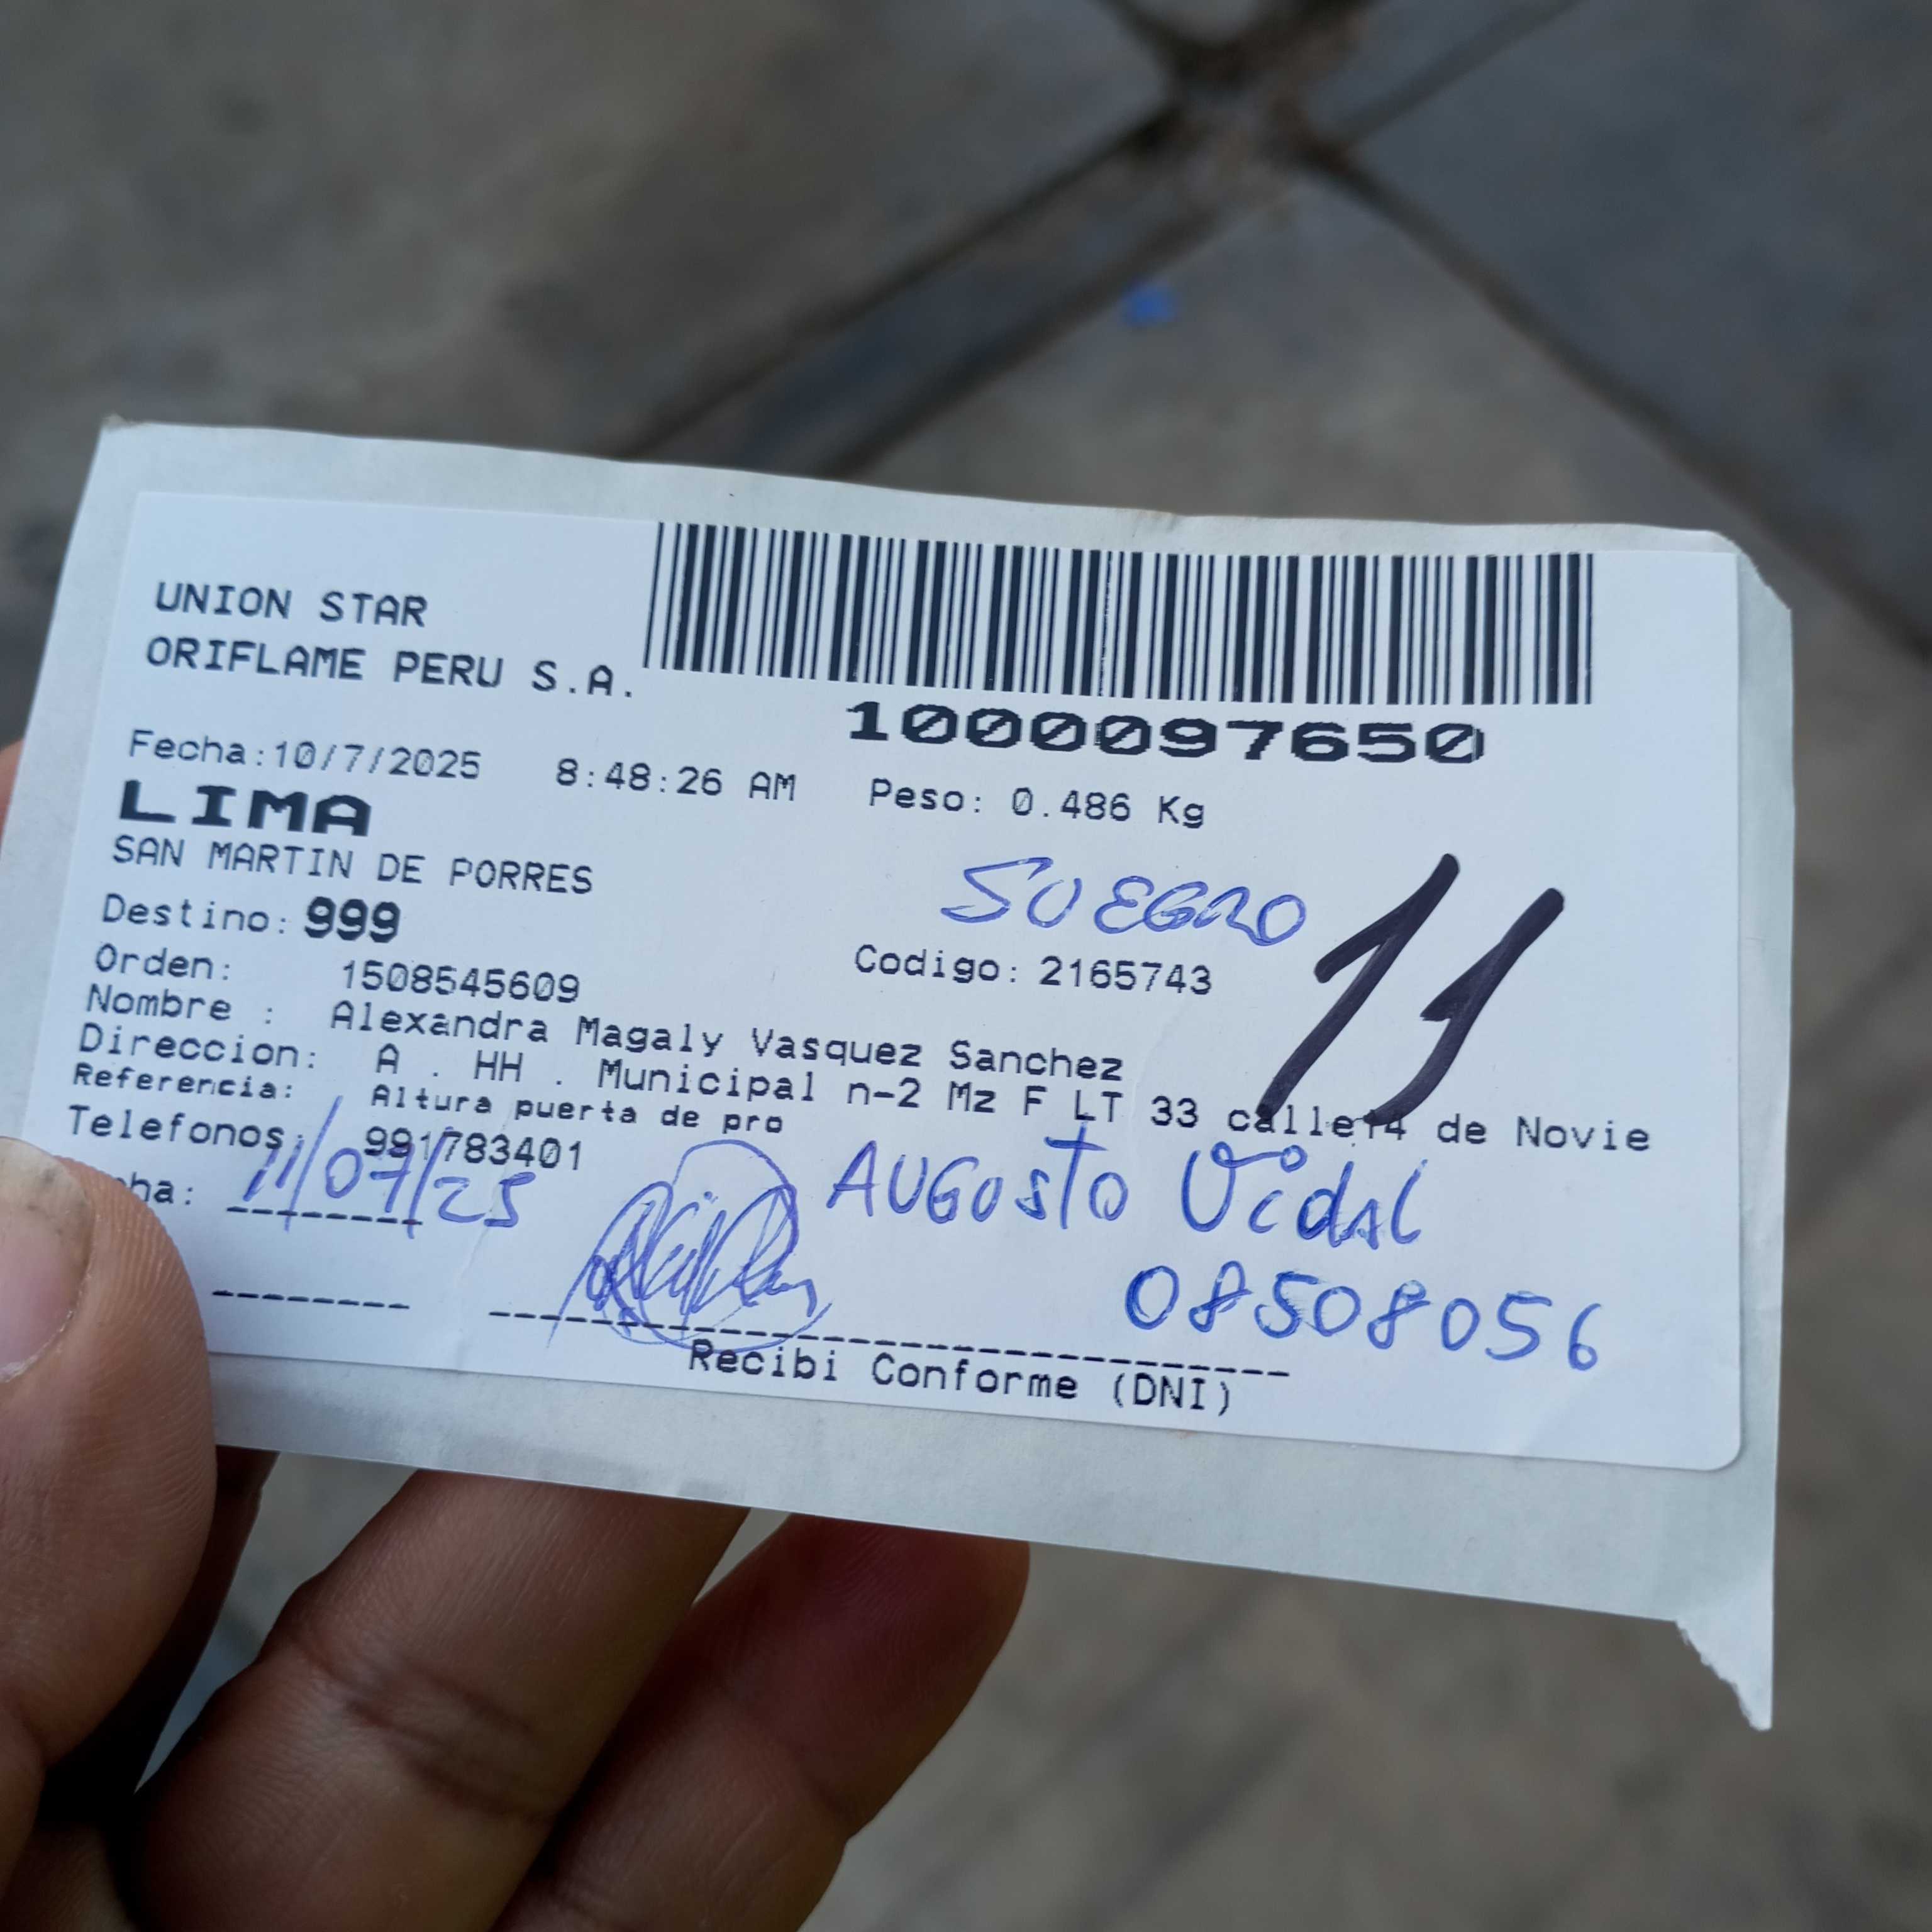 UNION STAR
ORIFLAME PERU S.A.
1000097650
Fecha:10/7/2025 8:48:26 AM Peso: 0.486 Kg
LIMA
SAN MARTIN DE PORRES
SUEGRO
11
Destino: 999
Orden: 1508545609 Codigo: 2165743
Nombre : Alexandra Magaly Vasquez Sanchez
Direccion: A . HH . Municipal n-2 Mz F LT 33 calle14 de Novie
Referencia: Altura puerta de pro
Telefonos: 991783401
ha: 11/07/25 AUGUSTO VidAL
08508056
Recibi Conforme (DNI)